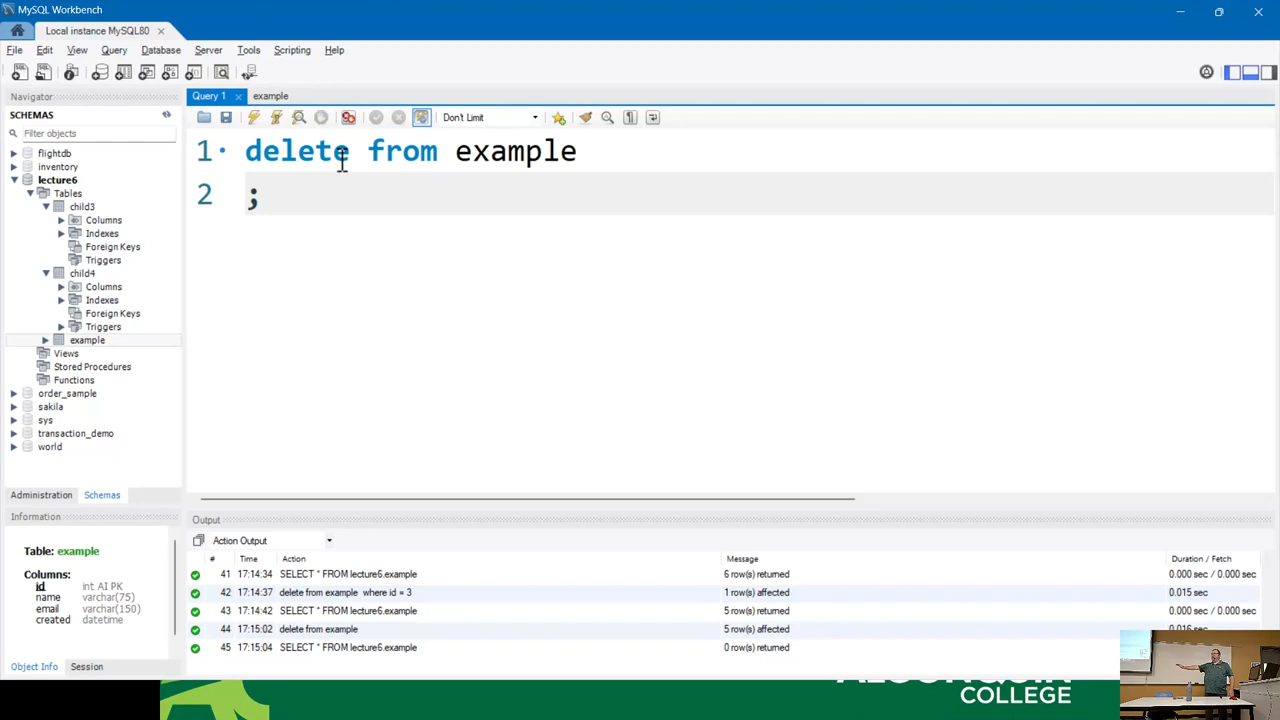 MySQL Workbench
Local instance MySQL80
File Edit View Query Database Server Tools Scripting Help
Navigator
SCHEMAS
Filter objects
flightdb
inventory
lecture6
Tables
child3
Columns
Indexes
Foreign Keys
Triggers
child4
Columns
Indexes
Foreign Keys
Triggers
example
Views
Stored Procedures
Functions
order_sample
sakila
sys
transaction_demo
world
Administration Schemas
Information
Table: example
Columns:
id int AI PK
name varchar(75)
email varchar(150)
created datetime
Object Info Session
Query 1 example
Don't Limit
1 delete from example
2 ;
Output
Action Output
# Time Action Message Duration / Fetch
41 17:14:34 SELECT * FROM lecture6.example 6 row(s) returned 0.000 sec / 0.000 sec
42 17:14:37 delete from example where id = 3 1 row(s) affected 0.015 sec
43 17:14:42 SELECT * FROM lecture6.example 5 row(s) returned 0.000 sec / 0.000 sec
44 17:15:02 delete from example 5 row(s) affected 0.016 sec
45 17:15:04 SELECT * FROM lecture6.example 0 row(s) returned
COLLEGE